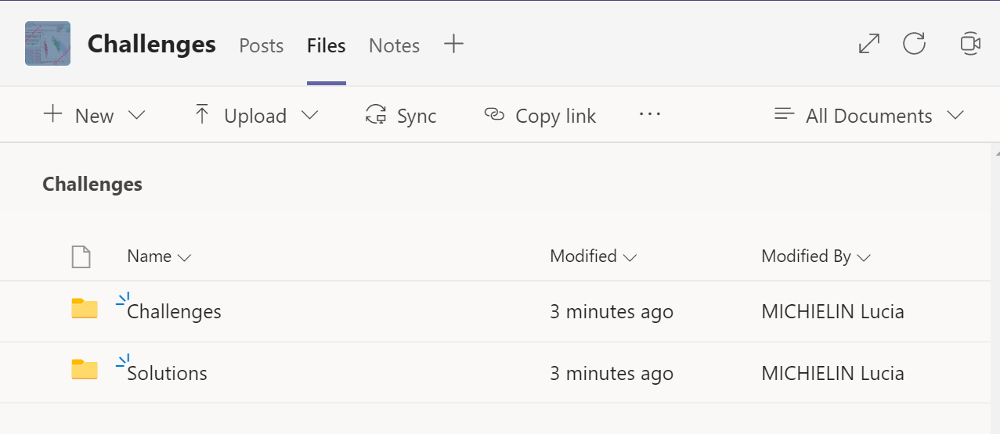 Challenges Posts Files Notes
New Upload Sync Copy link ... All Documents
Challenges
Name Modified Modified By
Challenges 3 minutes ago MICHIELIN Lucia
Solutions 3 minutes ago MICHIELIN Lucia